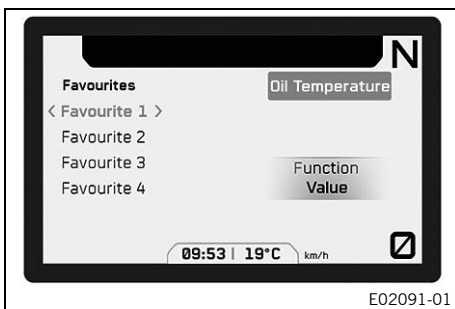 N
Favourites
Oil Temperature
< Favourite 1 >
Favourite 2
Favourite 3
Favourite 4
Function
Value
09:53 | 19°C km/h
0
E02091-01